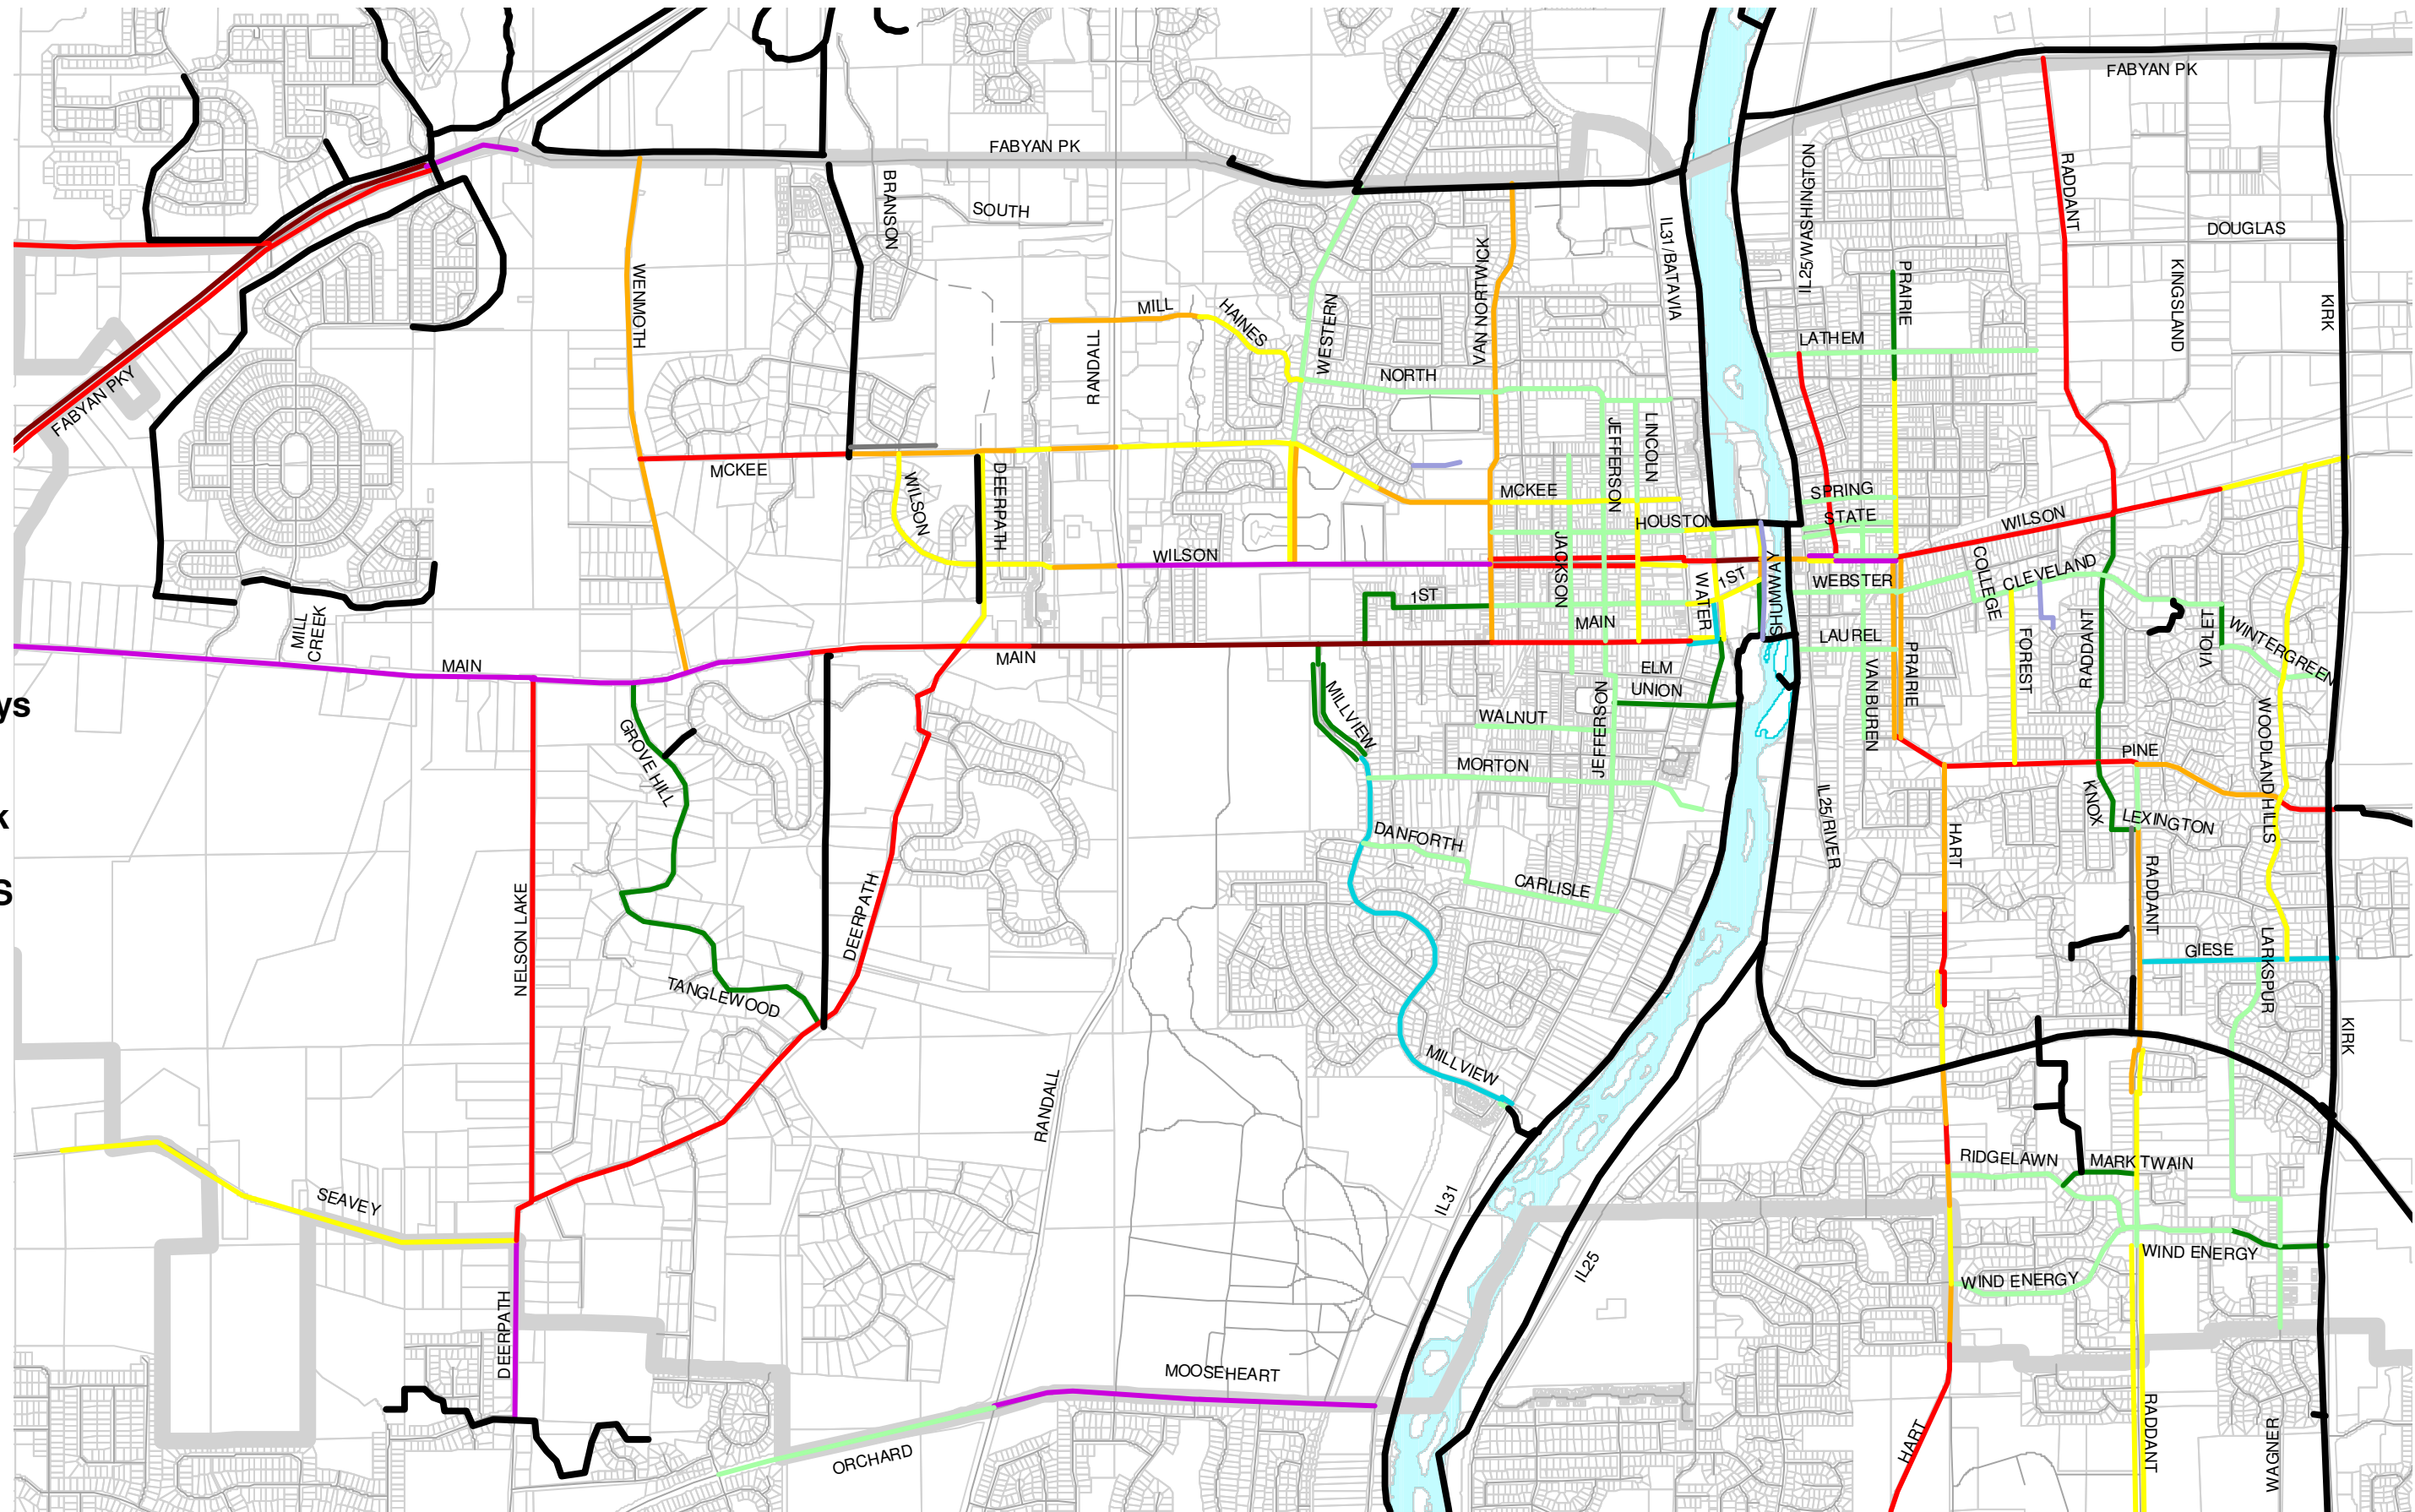 FABYAN PK
FABYAN PK
BRANSON
SOUTH
IL25/WASHINGTON
RADDANT
DOUGLAS
IL31/BATAVIA
VAN NORTWICK
PRAIRIE
KINGSLAND
KIRK
WENMOTH
MILL
HAINES
WESTERN
RANDALL
LATHEM
NORTH
FABYAN PKY
LINCOLN
JEFFERSON
MCKEE
DEERPATH
WILSON
MCKEE
SPRING
STATE
HOUSTON
WILSON
WILSON
JACKSON
COLLEGE
CLEVELAND
WEBSTER
1ST
WATER
1ST
SHUMWAY
MILL
CREEK
MAIN
LAUREL
FOREST
RADDANT
VIOLET
WINTERGREEN
MAIN
MAIN
ELM
UNION
VAN BUREN
PRAIRIE
ys
GROVE HILL
MILLVIEW
WALNUT
JEFFERSON
WOODLAND HILLS
MORTON
PINE
k
IL25/RIVER
KNOX
LEXINGTON
HART
DANFORTH
CARLISLE
S
NELSON LAKE
DEERPATH
RADDANT
GIESE
LARKSPUR
TANGLEWOOD
KIRK
MILLVIEW
RANDALL
RIDGELAWN
MARK TWAIN
SEAVEY
IL31
IL25
WIND ENERGY
WIND ENERGY
DEERPATH
MOOSEHEART
ORCHARD
HART
RADDANT
WAGNER